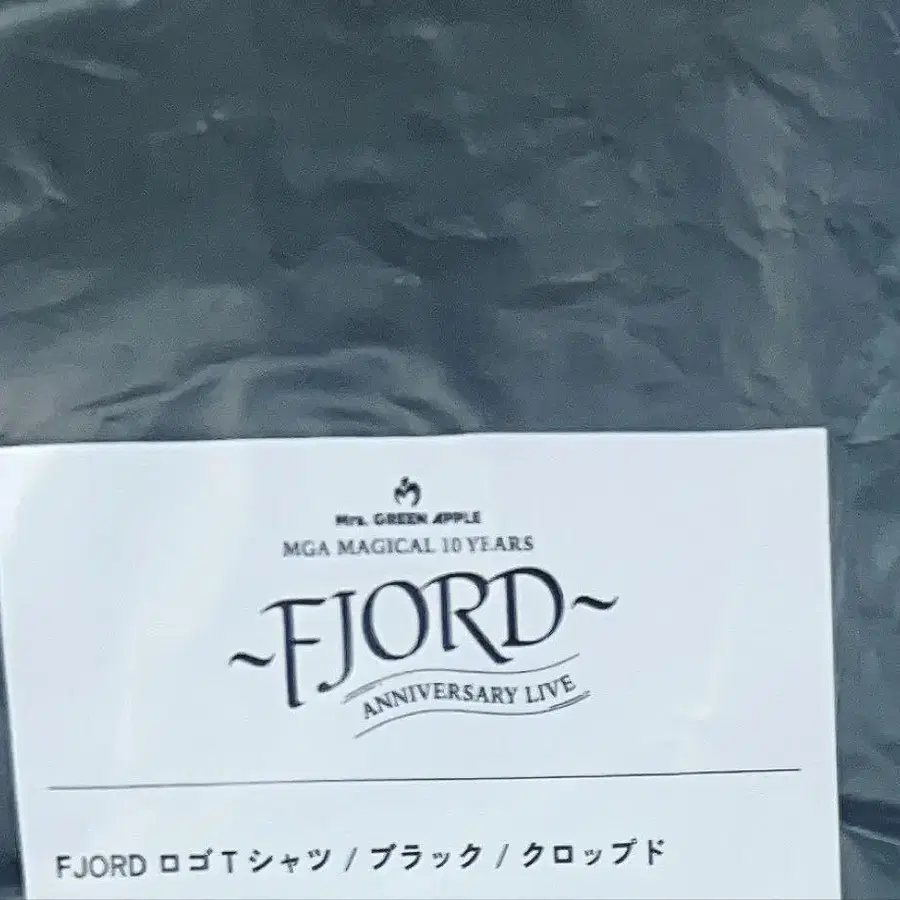 Mrs. GREEN APPLE
MGA MAGICAL 10 YEARS
~FJORD~
ANNIVERSARY LIVE
FJORD ロゴTシャツ / ブラック / クロップド